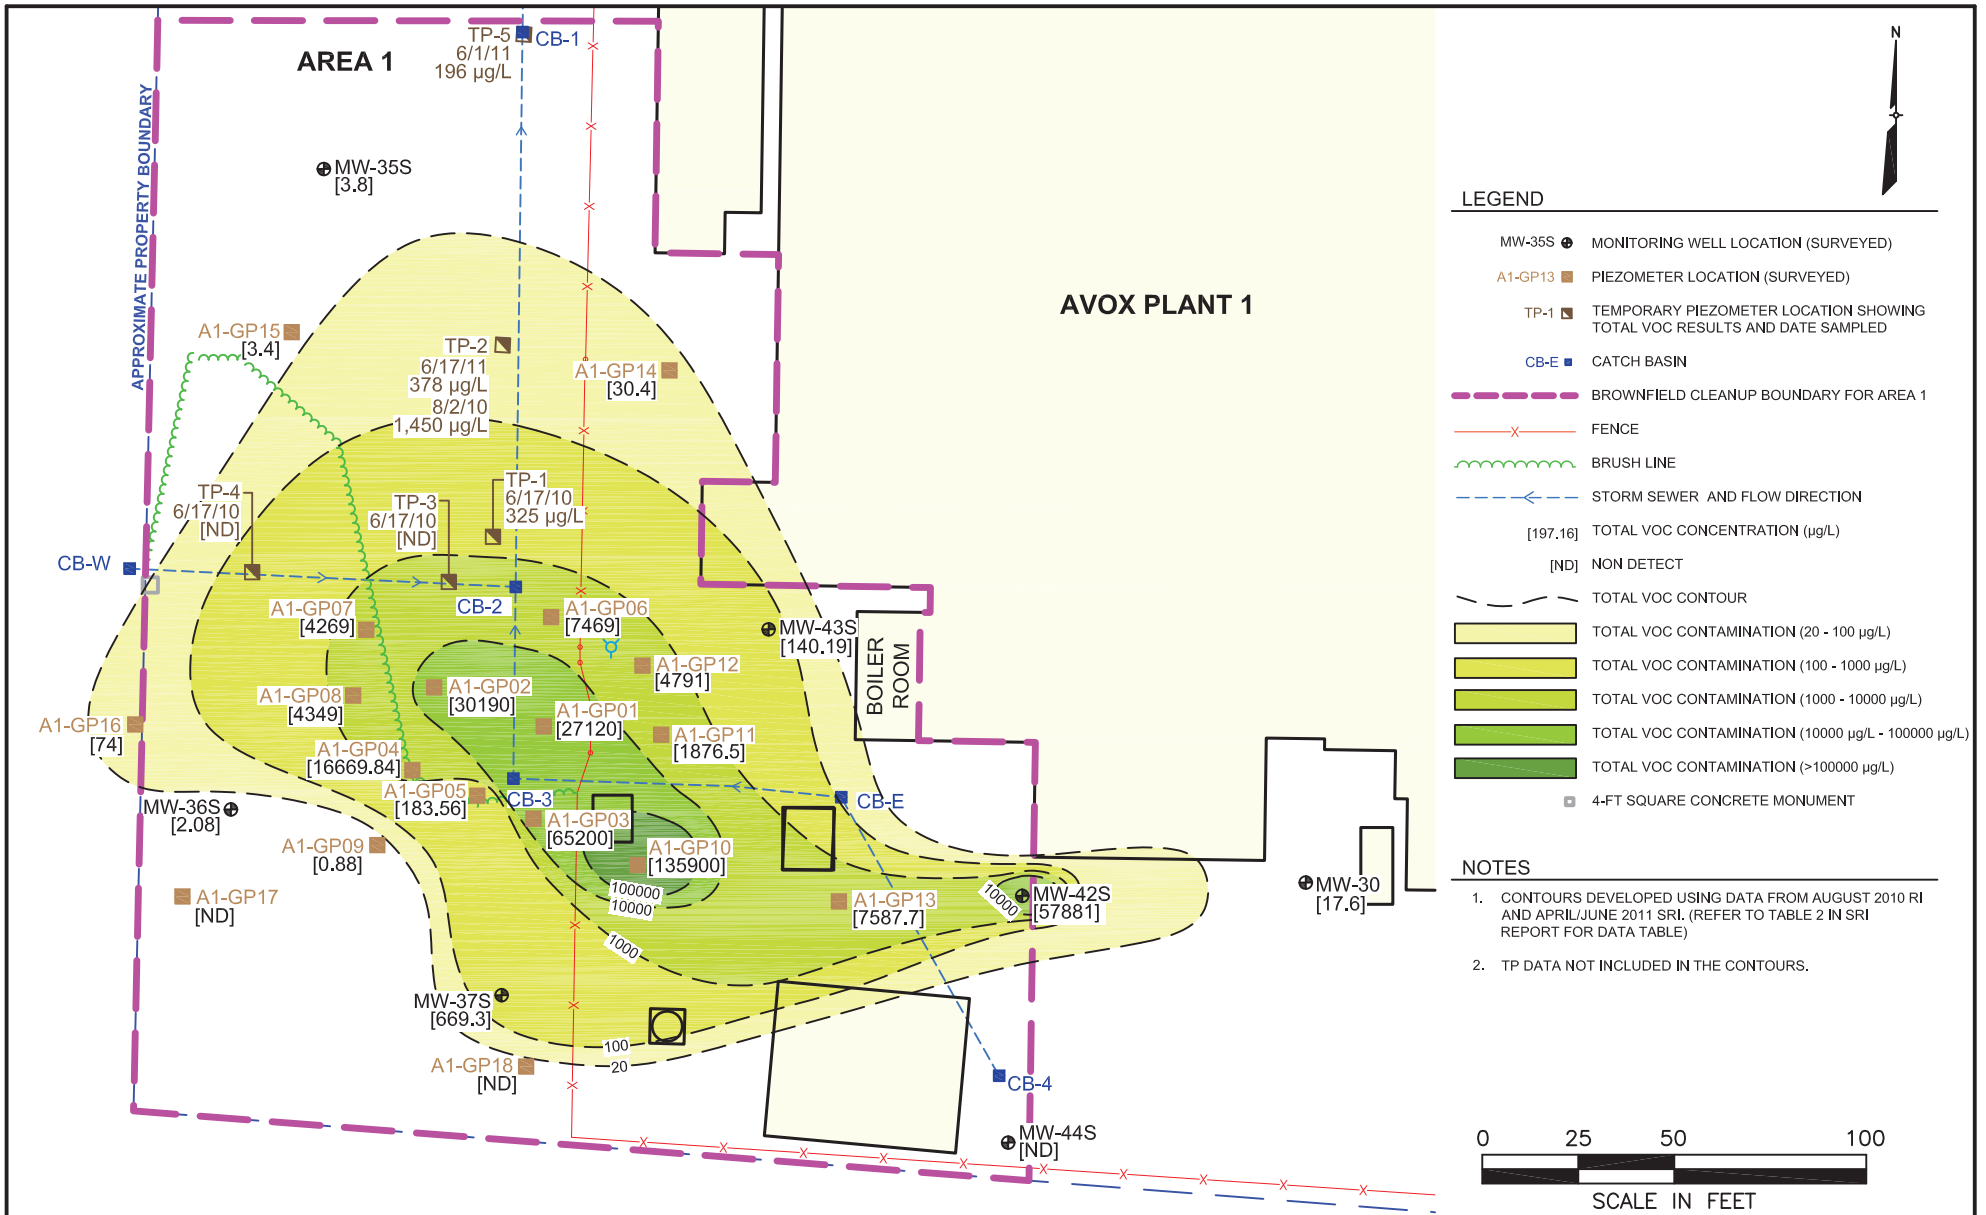 AREA 1
TP-5
6/1/11
196 µg/L
CB-1
APPROXIMATE PROPERTY BOUNDARY
MW-35S
[3.8]
AVOX PLANT 1
A1-GP15
[3.4]
TP-2
6/17/11
378 µg/L
8/2/10
1,450 µg/L
A1-GP14
[30.4]
TP-4
6/17/10
[ND]
TP-3
6/17/10
[ND]
TP-1
6/17/10
325 µg/L
CB-W
CB-2
A1-GP07
[4269]
A1-GP06
[7469]
MW-43S
[140.19]
BOILER
ROOM
A1-GP12
[4791]
A1-GP08
[4349]
A1-GP02
[30190]
A1-GP01
[27120]
A1-GP11
[1876.5]
A1-GP16
[74]
A1-GP04
[16669.84]
A1-GP05
[183.56]
CB-3
CB-E
MW-36S
[2.08]
A1-GP03
[65200]
A1-GP09
[0.88]
A1-GP10
[135900]
100000
10000
1000
A1-GP17
[ND]
A1-GP13
[7587.7]
10000
MW-42S
[57881]
MW-30
[17.6]
MW-37S
[669.3]
100
20
A1-GP18
[ND]
CB-4
MW-44S
[ND]
N
LEGEND
MW-35S MONITORING WELL LOCATION (SURVEYED)
A1-GP13 PIEZOMETER LOCATION (SURVEYED)
TP-1 TEMPORARY PIEZOMETER LOCATION SHOWING
TOTAL VOC RESULTS AND DATE SAMPLED
CB-E CATCH BASIN
BROWNFIELD CLEANUP BOUNDARY FOR AREA 1
X FENCE
BRUSH LINE
STORM SEWER AND FLOW DIRECTION
[197.16] TOTAL VOC CONCENTRATION (µg/L)
[ND] NON DETECT
TOTAL VOC CONTOUR
TOTAL VOC CONTAMINATION (20 - 100 µg/L)
TOTAL VOC CONTAMINATION (100 - 1000 µg/L)
TOTAL VOC CONTAMINATION (1000 - 10000 µg/L)
TOTAL VOC CONTAMINATION (10000 µg/L - 100000 µg/L)
TOTAL VOC CONTAMINATION (>100000 µg/L)
4-FT SQUARE CONCRETE MONUMENT
NOTES
1. CONTOURS DEVELOPED USING DATA FROM AUGUST 2010 RI
AND APRIL/JUNE 2011 SRI. (REFER TO TABLE 2 IN SRI
REPORT FOR DATA TABLE)
2. TP DATA NOT INCLUDED IN THE CONTOURS.
0 25 50 100
SCALE IN FEET